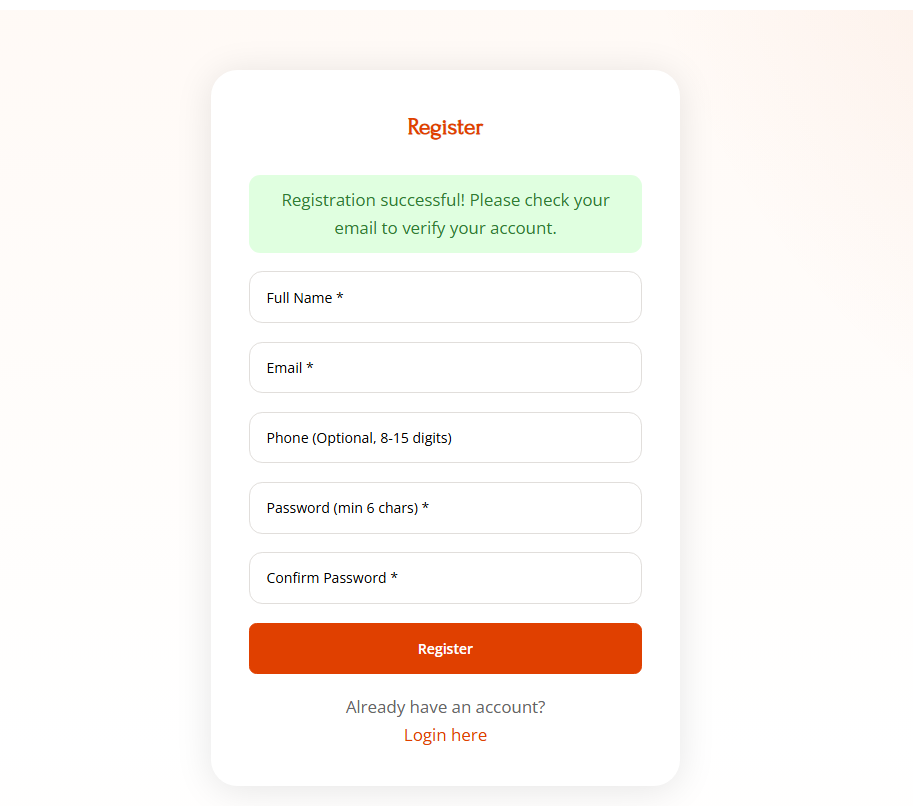 Register
Registration successful! Please check your
email to verify your account.
Full Name *
Email *
Phone (Optional, 8-15 digits)
Password (min 6 chars) *
Confirm Password *
Register
Already have an account?
Login here